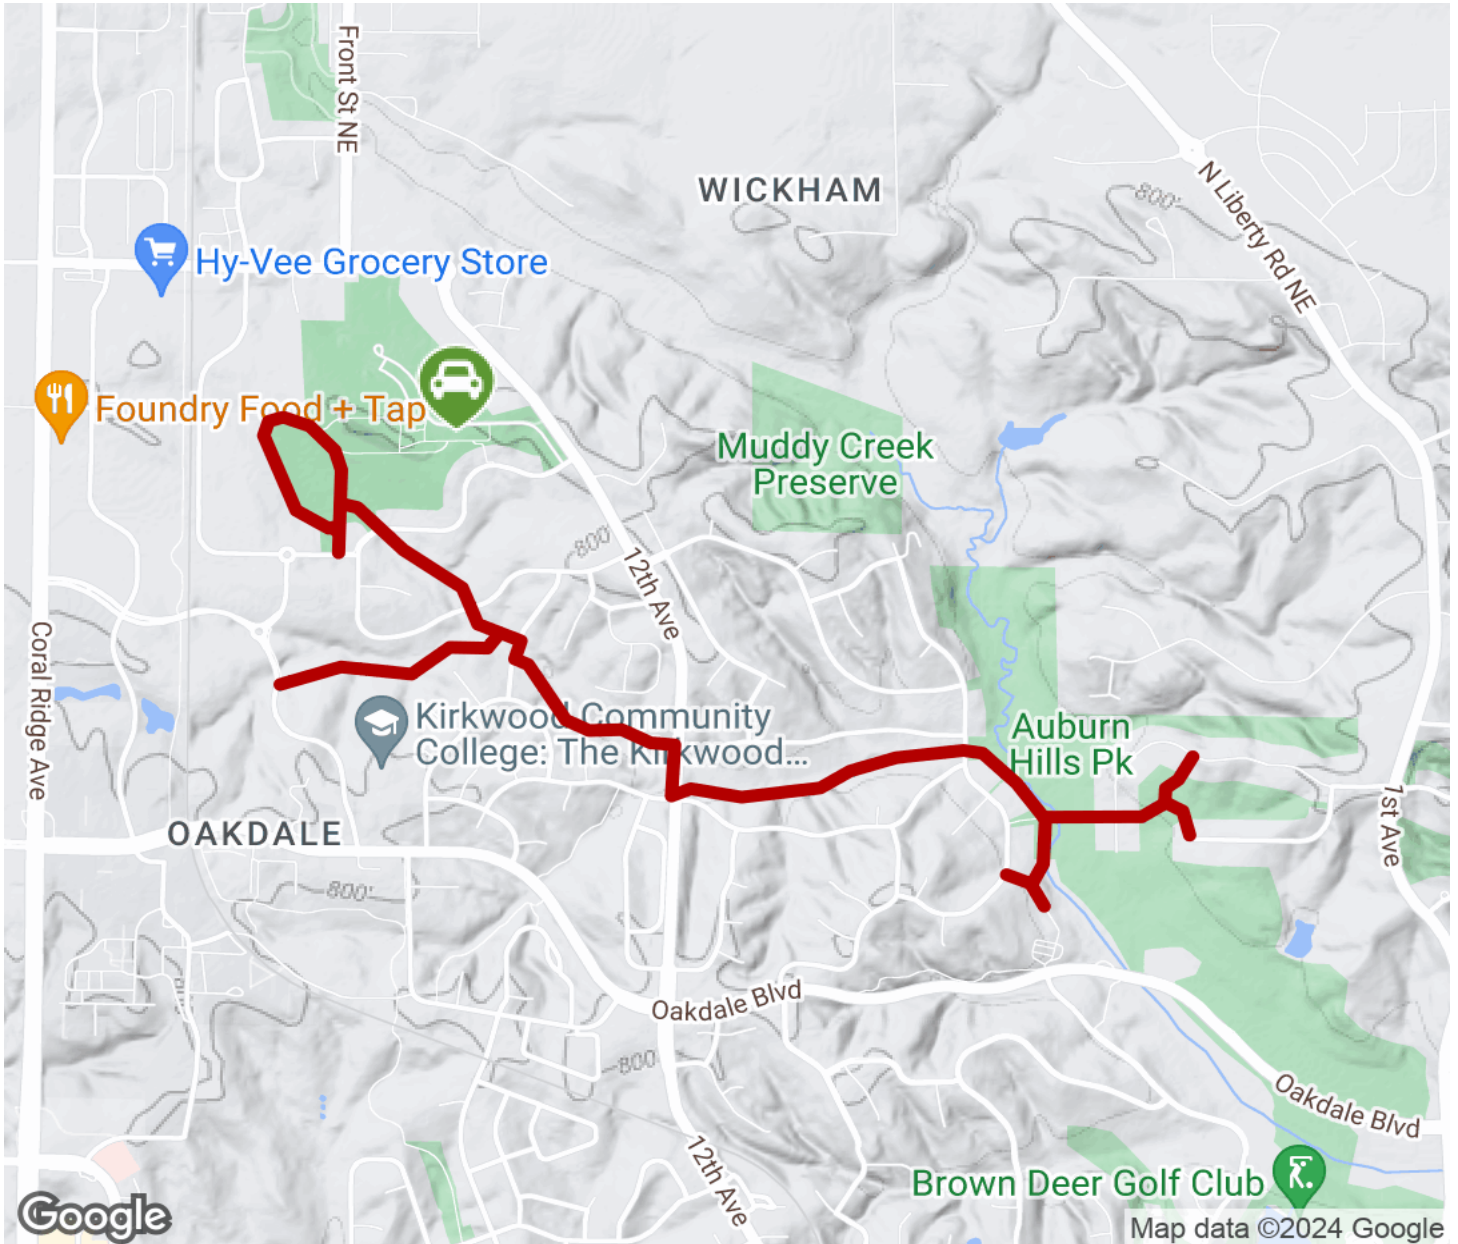 Front St NE
WICKHAM
800'
N Liberty Rd NE
Hy-Vee Grocery Store
Foundry Food + Tap
Muddy Creek
Preserve
800'
12th Ave
Coral Ridge Ave
Kirkwood Community
College: The Kirkwood...
Auburn
Hills Pk
1st Ave
OAKDALE
800'
Oakdale Blvd
800'
Oakdale Blvd
12th Ave
Brown Deer Golf Club
Google
Map data ©2024 Google